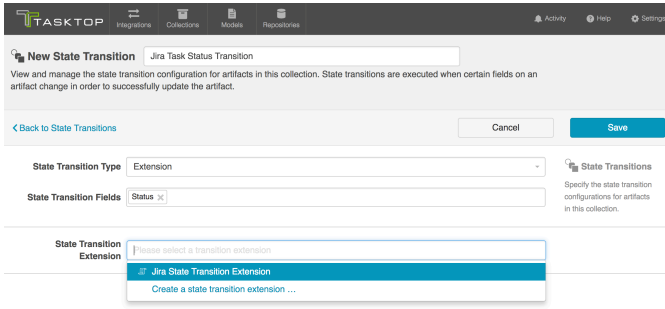 TASKTOP
Integrations
Collections
Models
Repositories
Activity
Help
Settings
New State Transition
Jira Task Status Transition
View and manage the state transition configuration for artifacts in this collection. State transitions are executed when certain fields on an
artifact change in order to successfully update the artifact.
Back to State Transitions
Cancel
Save
State Transition Type
Extension
State Transition Fields
Status
State Transitions
Specify the state transition
configurations for artifacts
in this collection.
State Transition
Extension
Please select a transition extension
Jira State Transition Extension
Create a state transition extension ...